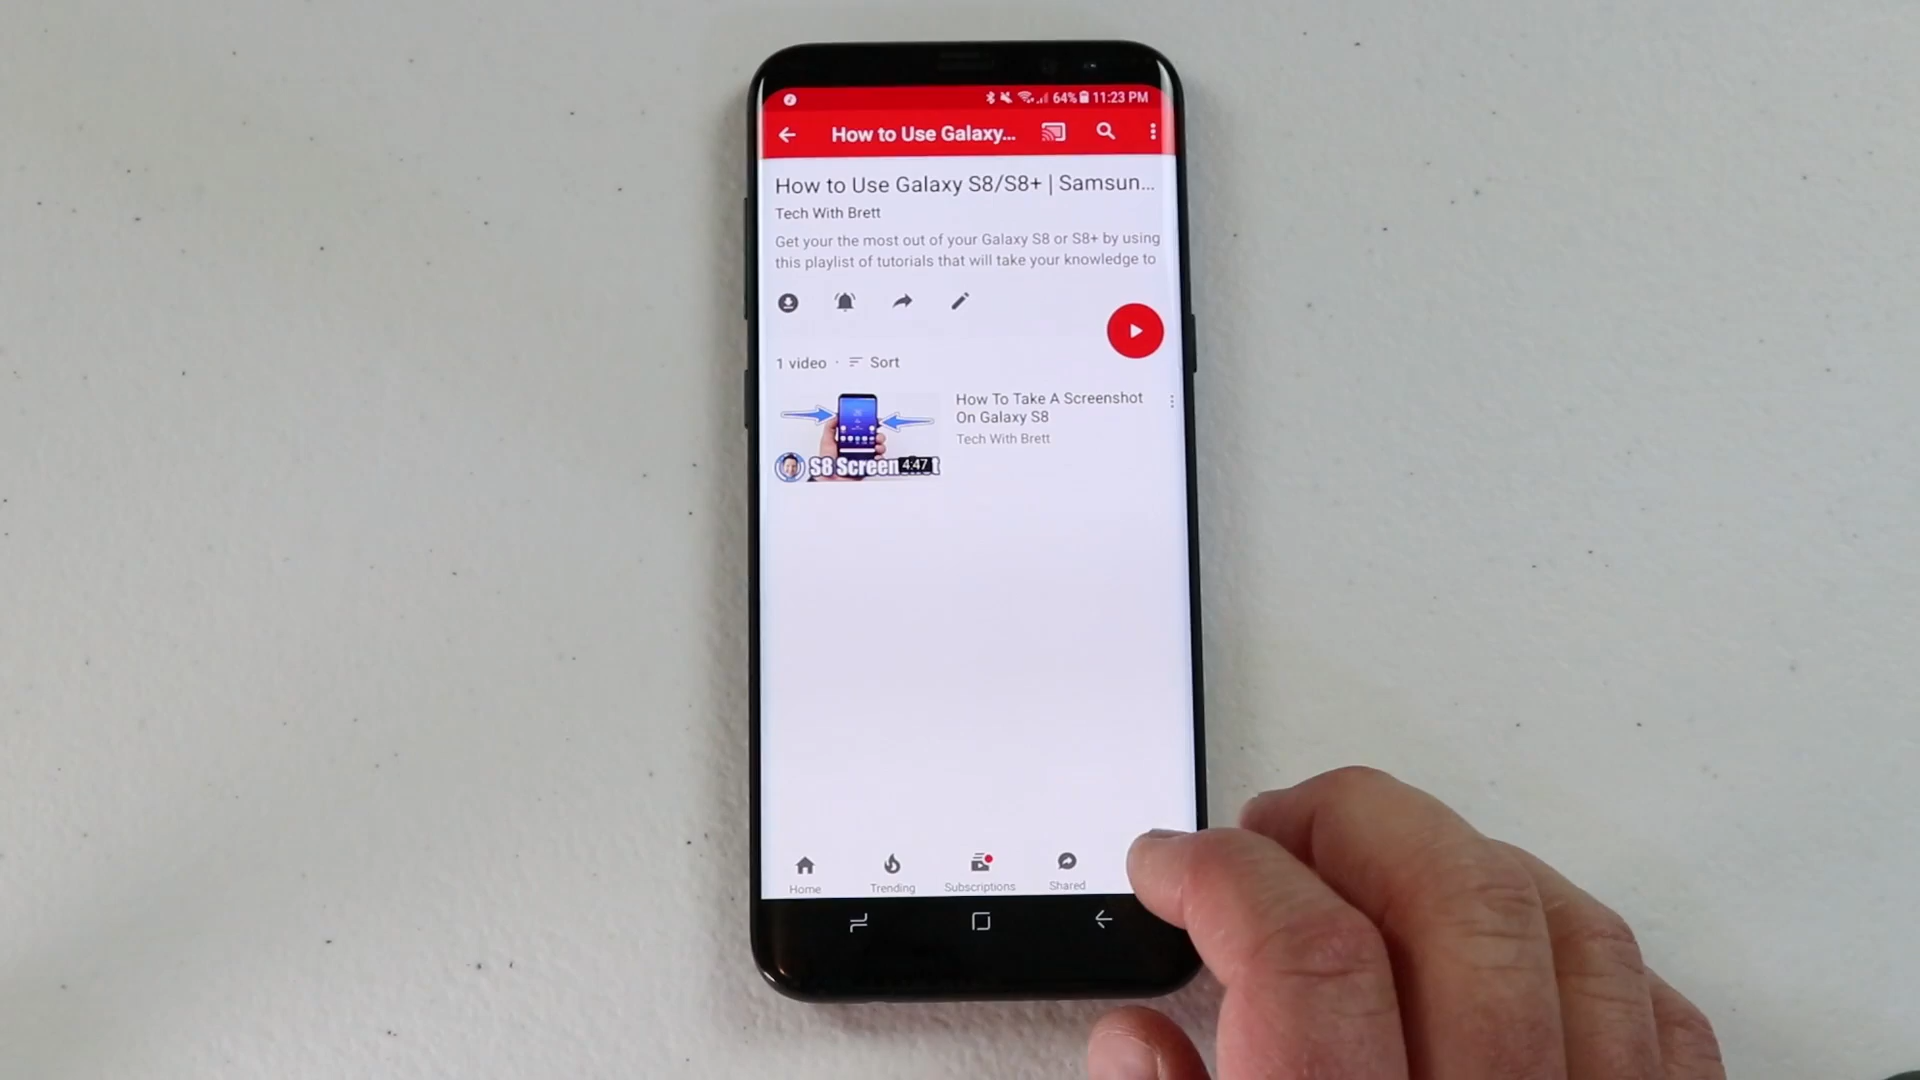 64% 11:23 PM
How to Use Galaxy...
How to Use Galaxy S8/S8+ | Samsun...
Tech With Brett
Get your the most out of your Galaxy S8 or S8+ by using
this playlist of tutorials that will take your knowledge to
1 video · Sort
How To Take A Screenshot
On Galaxy S8
Tech With Brett
S8 Screen
4:47
Home Trending Subscriptions Shared